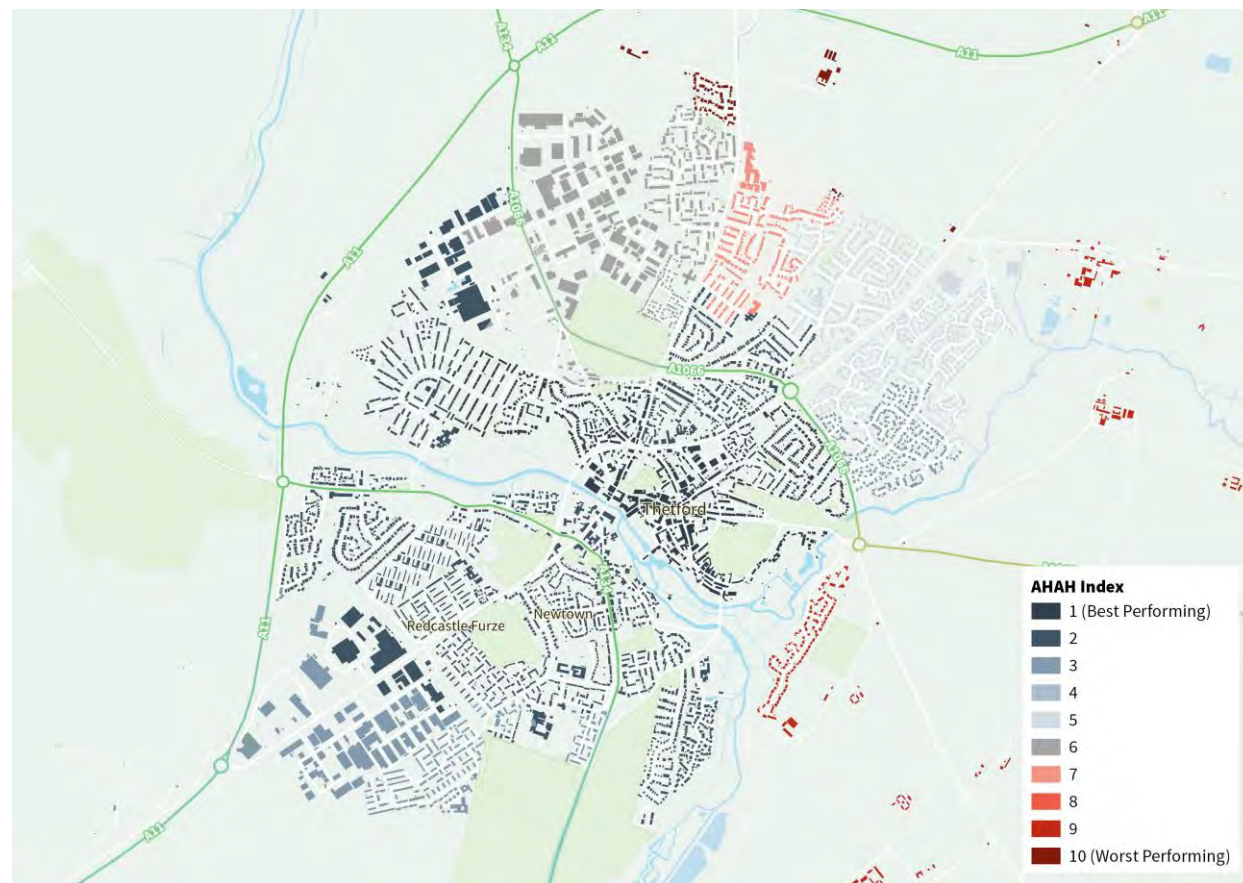 A134
A11
A11
A11
A1066
A11
A1066
A1066
Thetford
A134
Newtown
Redcastle Furze
A11
A11
AHAH Index
1 (Best Performing)
2
3
4
5
6
7
8
9
10 (Worst Performing)